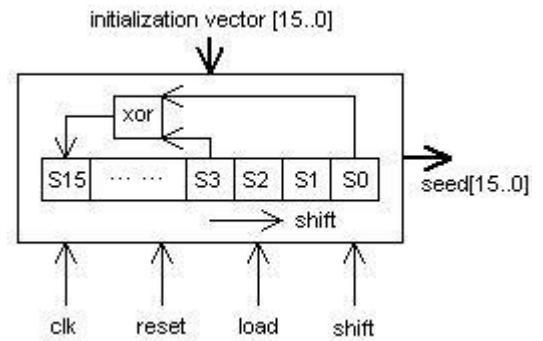 initialization vector [15..0]
xor
S15 ... ... S3 S2 S1 S0
seed[15..0]
shift
clk reset load shift